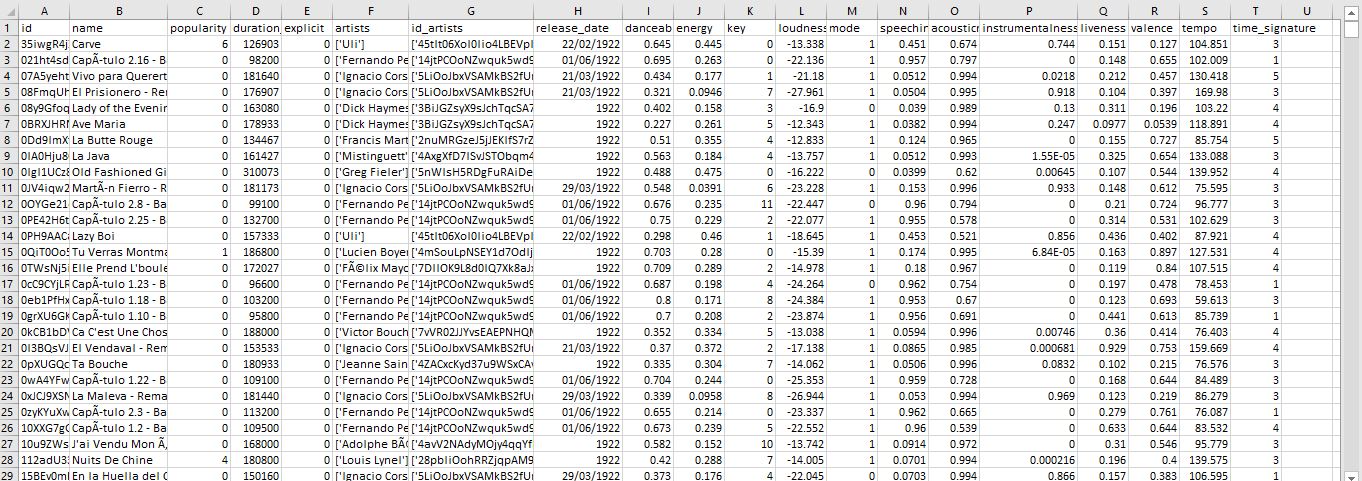 A B C D E F G H I J K L M N O P Q R S T U
1 id name popularity duration explicit artists id_artists release_date danceab energy key loudness mode speechin acousticn instrumentalness liveness valence tempo time_signature
2 35iwgR4j Carve 6 126903 0 ['Uli'] ['45tIt06XoI0Iio4LBEVpl 22/02/1922 0.645 0.445 0 -13.338 1 0.451 0.674 0.744 0.151 0.127 104.851 3
3 021ht4sd CapÃ­tulo 2.16 - B 0 98200 0 ['Fernando Pe ['14jtPCOoNZwquk5wd9 01/06/1922 0.695 0.263 0 -22.136 1 0.957 0.797 0 0.148 0.655 102.009 1
4 07A5yeht Vivo para Querert 0 181640 0 ['Ignacio Cors ['5LiOoJbxVSAMkBS2fUr 21/03/1922 0.434 0.177 1 -21.18 1 0.0512 0.994 0.0218 0.212 0.457 130.418 5
5 08FmqUh El Prisionero - Rer 0 176907 0 ['Ignacio Cors ['5LiOoJbxVSAMkBS2fUr 21/03/1922 0.321 0.0946 7 -27.961 1 0.0504 0.995 0.918 0.104 0.397 169.98 3
6 08y9Gfoq Lady of the Evenir 0 163080 0 ['Dick Haymes ['3BiJGZsyX9sJchTqcSA7 1922 0.402 0.158 3 -16.9 0 0.039 0.989 0.13 0.311 0.196 103.22 4
7 0BRXJHRI Ave Maria 0 178933 0 ['Dick Haymes ['3BiJGZsyX9sJchTqcSA7 1922 0.227 0.261 5 -12.343 1 0.0382 0.994 0.247 0.0977 0.0539 118.891 4
8 0Dd9ImX La Butte Rouge 0 134467 0 ['Francis Mart ['2nuMRGzeJ5jJEKIfS7rZ 1922 0.51 0.355 4 -12.833 1 0.124 0.965 0 0.155 0.727 85.754 5
9 0IA0Hju8 La Java 0 161427 0 ['Mistinguett' ['4AxgXfD7ISvJSTObqm4 1922 0.563 0.184 4 -13.757 1 0.0512 0.993 1.55E-05 0.325 0.654 133.088 3
10 0IgI1UCz Old Fashioned Gi 0 310073 0 ['Greg Fieler'] ['5nWlsH5RDgFuRAiDe 1922 0.488 0.475 0 -16.222 0 0.0399 0.62 0.00645 0.107 0.544 139.952 4
11 0JV4iqw2 MartÃ­n Fierro - R 0 181173 0 ['Ignacio Cors ['5LiOoJbxVSAMkBS2fUr 29/03/1922 0.548 0.0391 6 -23.228 1 0.153 0.996 0.933 0.148 0.612 75.595 3
12 0OYGe21 CapÃ­tulo 2.8 - Ba 0 99100 0 ['Fernando Pe ['14jtPCOoNZwquk5wd9 01/06/1922 0.676 0.235 11 -22.447 0 0.96 0.794 0 0.21 0.724 96.777 3
13 0PE42H6t CapÃ­tulo 2.25 - B 0 132700 0 ['Fernando Pe ['14jtPCOoNZwquk5wd9 01/06/1922 0.75 0.229 2 -22.077 1 0.955 0.578 0 0.314 0.531 102.629 3
14 0PH9AAC Lazy Boi 0 157333 0 ['Uli'] ['45tIt06XoI0Iio4LBEVpl 22/02/1922 0.298 0.46 1 -18.645 1 0.453 0.521 0.856 0.436 0.402 87.921 4
15 0QiT0Oo5 Tu Verras Montma 1 186800 0 ['Lucien Boyer ['4mSouLpNSEY1d7Odlj 1922 0.703 0.28 0 -15.39 1 0.174 0.995 6.84E-05 0.163 0.897 127.531 4
16 0TWsNj5i Elle Prend L'boule 0 172027 0 ['FÃ©lix Mayc ['7DIlOK9L8d0IQ7Xk8aJ 1922 0.709 0.289 2 -14.978 1 0.18 0.967 0 0.119 0.84 107.515 4
17 0cC9CYjLR CapÃ­tulo 1.23 - B 0 96600 0 ['Fernando Pe ['14jtPCOoNZwquk5wd9 01/06/1922 0.687 0.198 4 -24.264 0 0.962 0.754 0 0.197 0.478 78.453 1
18 0eb1PfHx CapÃ­tulo 1.18 - B 0 103200 0 ['Fernando Pe ['14jtPCOoNZwquk5wd9 01/06/1922 0.8 0.171 8 -24.384 1 0.953 0.67 0 0.123 0.693 59.613 3
19 0grXU6GK CapÃ­tulo 1.10 - B 0 95800 0 ['Fernando Pe ['14jtPCOoNZwquk5wd9 01/06/1922 0.7 0.208 2 -23.874 1 0.956 0.691 0 0.441 0.613 85.739 1
20 0kCB1bDV Ca C'est Une Chos 0 188000 0 ['Victor Bouch ['7vVR02JJYvsEAEPNHQN 1922 0.352 0.334 5 -13.038 1 0.0594 0.996 0.00746 0.36 0.414 76.403 4
21 0l3BQsVJ El Vendaval - Rem 0 153533 0 ['Ignacio Cors ['5LiOoJbxVSAMkBS2fUr 21/03/1922 0.37 0.372 2 -17.138 1 0.0865 0.985 0.000681 0.929 0.753 159.669 4
22 0pXUGQc Ta Bouche 0 180933 0 ['Jeanne Sain ['4ZACxcKyd37u9WSxCA 1922 0.335 0.304 7 -14.062 1 0.0506 0.996 0.0832 0.102 0.215 76.576 3
23 0wA4YFw CapÃ­tulo 1.22 - B 0 109100 0 ['Fernando Pe ['14jtPCOoNZwquk5wd9 01/06/1922 0.704 0.244 0 -25.353 1 0.959 0.728 0 0.168 0.644 84.489 3
24 0xJCJ9XSN La Maleva - Rema 0 181440 0 ['Ignacio Cors ['5LiOoJbxVSAMkBS2fUr 29/03/1922 0.339 0.0958 8 -26.944 1 0.053 0.994 0.969 0.123 0.219 86.279 3
25 0zyKYuXw CapÃ­tulo 2.3 - Ba 0 113200 0 ['Fernando Pe ['14jtPCOoNZwquk5wd9 01/06/1922 0.655 0.214 0 -23.337 1 0.962 0.665 0 0.279 0.761 76.087 1
26 10XXG7gC CapÃ­tulo 1.2 - Ba 0 109500 0 ['Fernando Pe ['14jtPCOoNZwquk5wd9 01/06/1922 0.673 0.239 5 -22.552 1 0.96 0.539 0 0.633 0.644 83.532 4
27 10u9ZWs J'ai Vendu Mon Ã 0 168000 0 ['Adolphe BÃ© ['4avV2NAdyMOjy4qqYf 1922 0.582 0.152 10 -13.742 1 0.0914 0.972 0 0.31 0.546 95.779 3
28 112adU3 Nuits De Chine 4 180800 0 ['Louis Lynel'] ['28pbIiOohRRZjqpAM9 1922 0.42 0.288 7 -14.005 1 0.0701 0.994 0.000216 0.196 0.4 139.575 3
29 15BEv0ml En la Huella del C 0 150160 0 ['Ignacio Cors ['5LiOoJbxVSAMkBS2fUr 29/03/1922 0.373 0.176 4 -22.045 0 0.0703 0.994 0.866 0.157 0.383 106.595 1